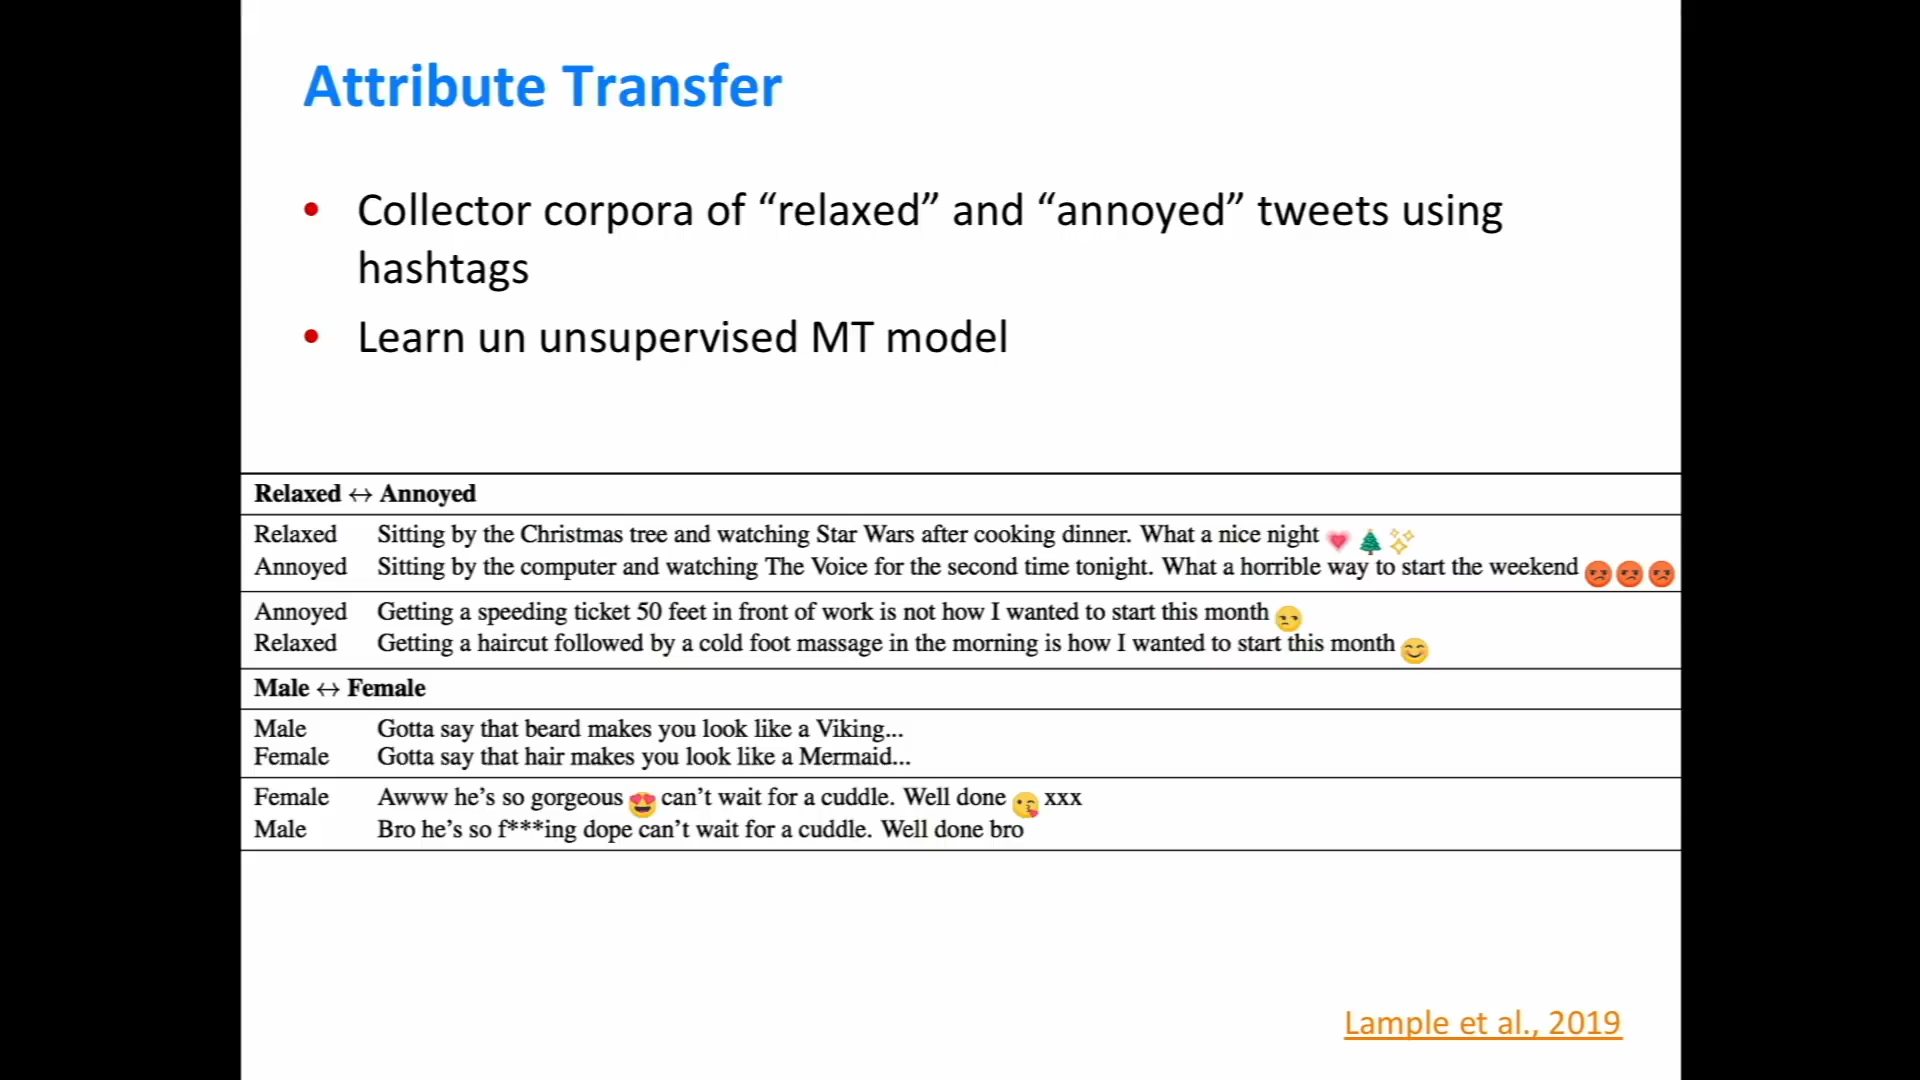 Attribute Transfer
• Collector corpora of “relaxed” and “annoyed” tweets using
hashtags
• Learn un unsupervised MT model
Relaxed ↔ Annoyed
Relaxed Sitting by the Christmas tree and watching Star Wars after cooking dinner. What a nice night 💗🎄✨
Annoyed Sitting by the computer and watching The Voice for the second time tonight. What a horrible way to start the weekend 😡😡😡
Annoyed Getting a speeding ticket 50 feet in front of work is not how I wanted to start this month 😒
Relaxed Getting a haircut followed by a cold foot massage in the morning is how I wanted to start this month 😊
Male ↔ Female
Male Gotta say that beard makes you look like a Viking...
Female Gotta say that hair makes you look like a Mermaid...
Female Awww he’s so gorgeous 😍 can’t wait for a cuddle. Well done 😘 xxx
Male Bro he’s so f***ing dope can’t wait for a cuddle. Well done bro
Lample et al., 2019